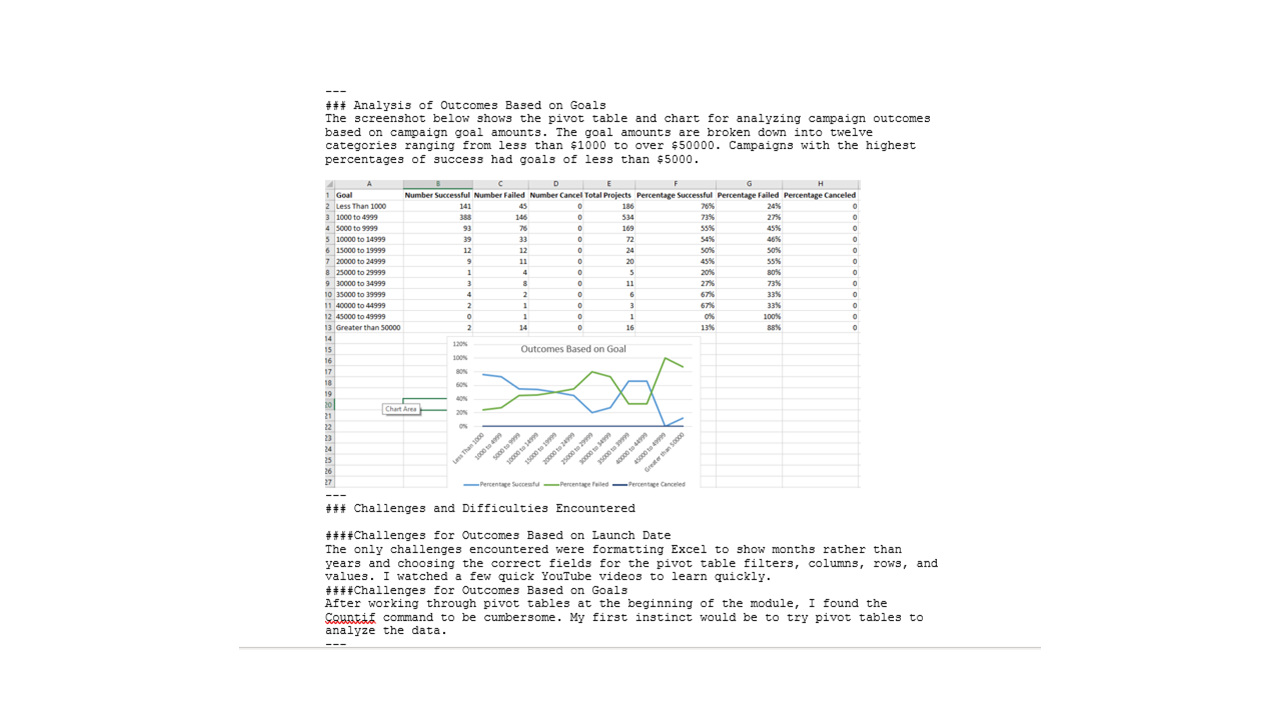 ---
### Analysis of Outcomes Based on Goals
The screenshot below shows the pivot table and chart for analyzing campaign outcomes
based on campaign goal amounts. The goal amounts are broken down into twelve
categories ranging from less than $1000 to over $50000. Campaigns with the highest
percentages of success had goals of less than $5000.
A B C D E F G H
1 Goal Number Successful Number Failed Number Cancel Total Projects Percentage Successful Percentage Failed Percentage Canceled
2 Less Than 1000 141 45 0 186 76% 24% 0
3 1000 to 4999 388 146 0 534 73% 27% 0
4 5000 to 9999 93 76 0 169 55% 45% 0
5 10000 to 14999 39 33 0 72 54% 46% 0
6 15000 to 19999 12 12 0 24 50% 50% 0
7 20000 to 24999 9 11 0 20 45% 55% 0
8 25000 to 29999 1 4 0 5 20% 80% 0
9 30000 to 34999 3 8 0 11 27% 73% 0
10 35000 to 39999 4 2 0 6 67% 33% 0
11 40000 to 44999 2 1 0 3 67% 33% 0
12 45000 to 49999 0 1 0 1 0% 100% 0
13 Greater than 50000 2 14 0 16 13% 88% 0
14
15
16
17
18
19
20
21
22
23
24
25
26
27
Outcomes Based on Goal
120%
100%
80%
60%
40%
20%
0%
Less Than 1000
1000 to 4999
5000 to 9999
10000 to 14999
15000 to 19999
20000 to 24999
25000 to 29999
30000 to 34999
35000 to 39999
40000 to 44999
45000 to 49999
Greater than 50000
Percentage Successful Percentage Failed Percentage Canceled
Chart Area
---
### Challenges and Difficulties Encountered
####Challenges for Outcomes Based on Launch Date
The only challenges encountered were formatting Excel to show months rather than
years and choosing the correct fields for the pivot table filters, columns, rows, and
values. I watched a few quick YouTube videos to learn quickly.
####Challenges for Outcomes Based on Goals
After working through pivot tables at the beginning of the module, I found the
Countif command to be cumbersome. My first instinct would be to try pivot tables to
analyze the data.
---